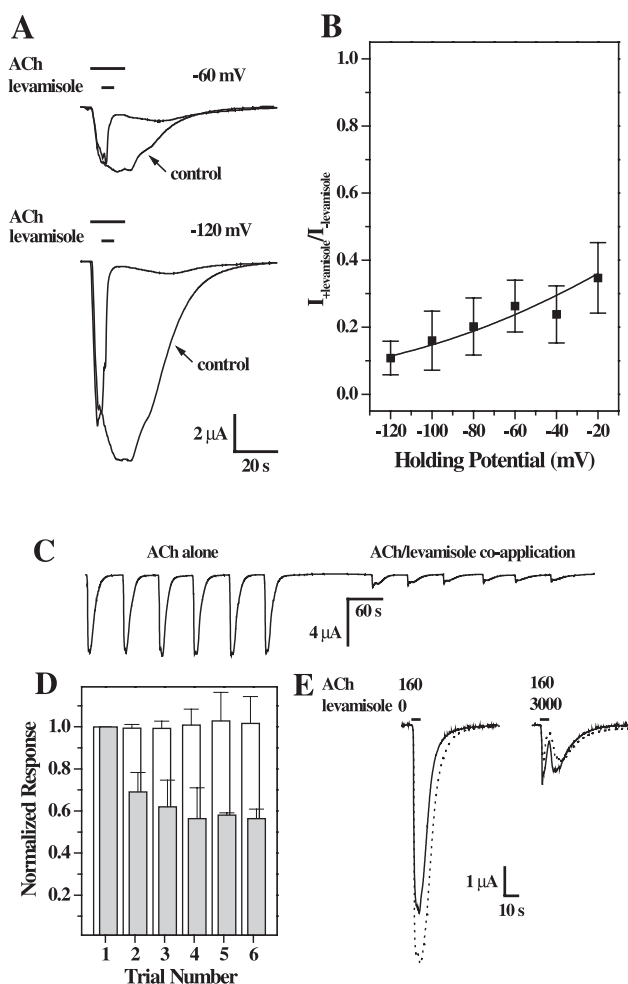 A
ACh
levamisole
-60 mV
control
ACh
levamisole
-120 mV
control
2 µA
20 s
B
I+levamisole/I-levamisole
1.0
0.8
0.6
0.4
0.2
0.0
-120 -100 -80 -60 -40 -20
Holding Potential (mV)
C
ACh alone
ACh/levamisole co-application
60 s
4 µA
D
Normalized Response
1.0
0.8
0.6
0.4
0.2
1 2 3 4 5 6
Trial Number
E
ACh 160 160
levamisole 0 3000
1 µA
10 s